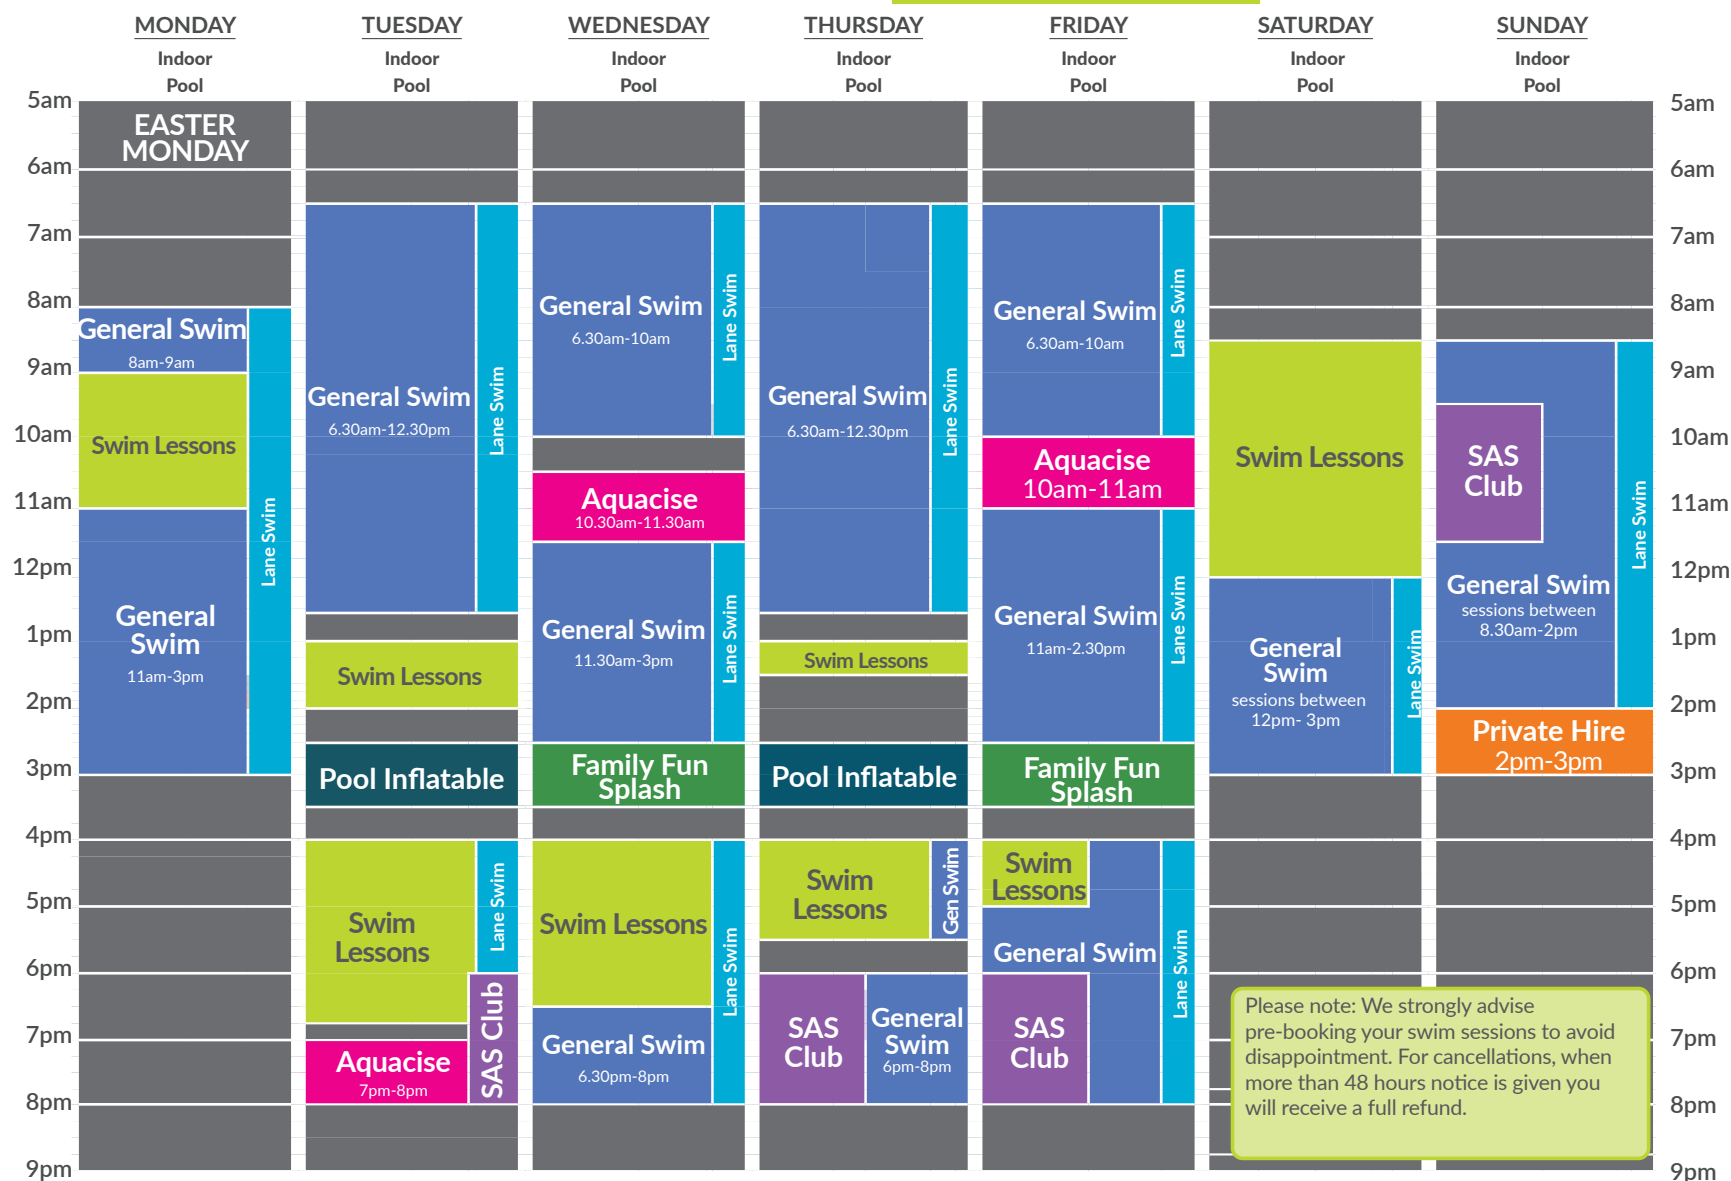 MONDAY
Indoor
Pool
TUESDAY
Indoor
Pool
WEDNESDAY
Indoor
Pool
THURSDAY
Indoor
Pool
FRIDAY
Indoor
Pool
SATURDAY
Indoor
Pool
SUNDAY
Indoor
Pool
5am
6am
7am
8am
9am
10am
11am
12pm
1pm
2pm
3pm
4pm
5pm
6pm
7pm
8pm
9pm
EASTER
MONDAY
General Swim
8am-9am
Swim Lessons
General
Swim
11am-3pm
Lane Swim
General Swim
6.30am-12.30pm
Lane Swim
Swim Lessons
Pool Inflatable
Swim
Lessons
Lane Swim
SAS Club
Aquacise
7pm-8pm
General Swim
6.30am-10am
Lane Swim
Aquacise
10.30am-11.30am
General Swim
11.30am-3pm
Lane Swim
Family Fun
Splash
Swim Lessons
Lane Swim
General Swim
6.30pm-8pm
General Swim
6.30am-12.30pm
Lane Swim
Swim Lessons
Pool Inflatable
Swim
Lessons
Gen Swim
SAS
Club
General
Swim
6pm-8pm
General Swim
6.30am-10am
Lane Swim
Aquacise
10am-11am
General Swim
11am-2.30pm
Lane Swim
Family Fun
Splash
Swim
Lessons
General Swim
Lane Swim
SAS
Club
Swim Lessons
General
Swim
sessions between
12pm- 3pm
Lane Swim
SAS
Club
General Swim
sessions between
8.30am-2pm
Lane Swim
Private Hire
2pm-3pm
Please note: We strongly advise
pre-booking your swim sessions to avoid
disappointment. For cancellations, when
more than 48 hours notice is given you
will receive a full refund.
5am
6am
7am
8am
9am
10am
11am
12pm
1pm
2pm
3pm
4pm
5pm
6pm
7pm
8pm
9pm